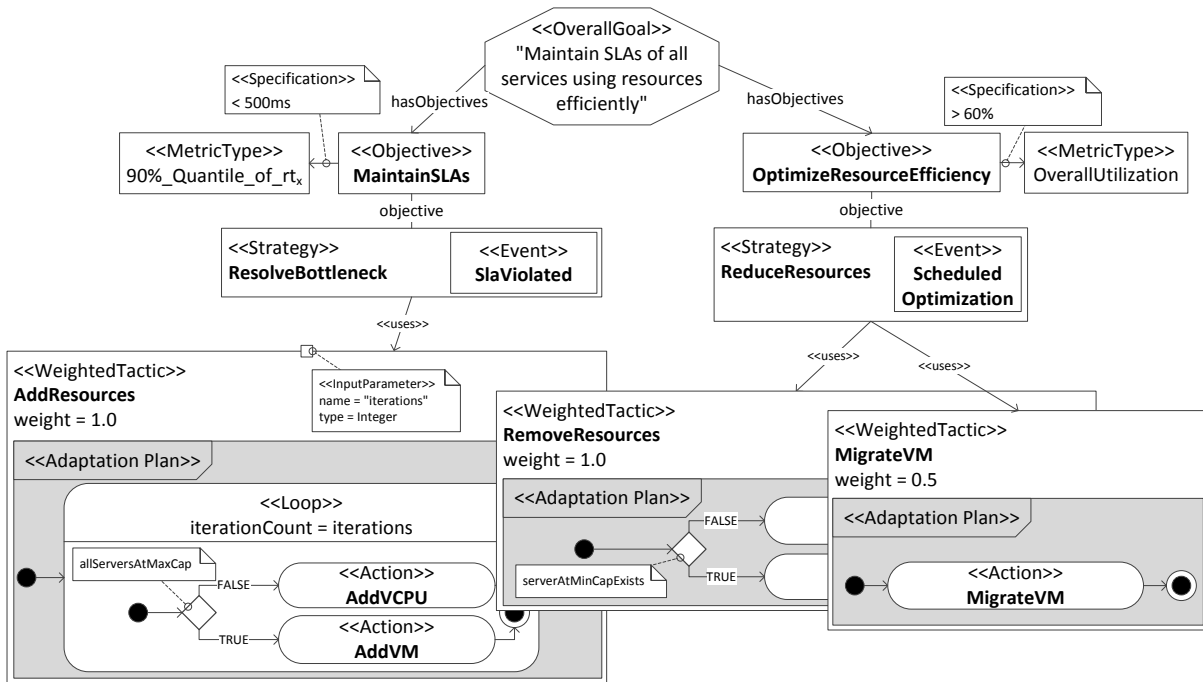 <<OverallGoal>>
"Maintain SLAs of all
services using resources
efficiently"
<<Specification>>
< 500ms
hasObjectives
hasObjectives
<<Specification>>
> 60%
<<MetricType>>
90%_Quantile_of_rtₓ
<<Objective>>
MaintainSLAs
<<Objective>>
OptimizeResourceEfficiency
<<MetricType>>
OverallUtilization
objective
objective
<<Strategy>>
ResolveBottleneck
<<Event>>
SlaViolated
<<Strategy>>
ReduceResources
<<Event>>
Scheduled
Optimization
<<uses>>
<<uses>>
<<uses>>
<<WeightedTactic>>
AddResources
weight = 1.0
<<InputParameter>>
name = "iterations"
type = Integer
<<Adaptation Plan>>
<<Loop>>
iterationCount = iterations
allServersAtMaxCap
FALSE
<<Action>>
AddVCPU
TRUE
<<Action>>
AddVM
<<WeightedTactic>>
RemoveResources
weight = 1.0
<<Adaptation Plan>>
FALSE
serverAtMinCapExists
TRUE
<<WeightedTactic>>
MigrateVM
weight = 0.5
<<Adaptation Plan>>
<<Action>>
MigrateVM